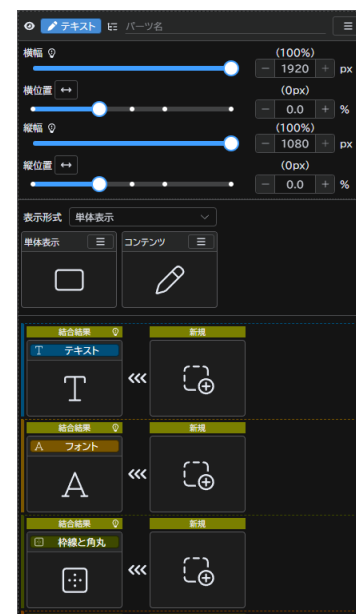 テキスト パーツ名
横幅 (100%)
− 1920 + px
横位置 (0px)
− 0.0 + %
縦幅 (100%)
− 1080 + px
縦位置 (0px)
− 0.0 + %
表示形式 単体表示
単体表示 コンテンツ
結合結果 新規
T テキスト
T
結合結果 新規
A フォント
A
結合結果 新規
枠線と角丸